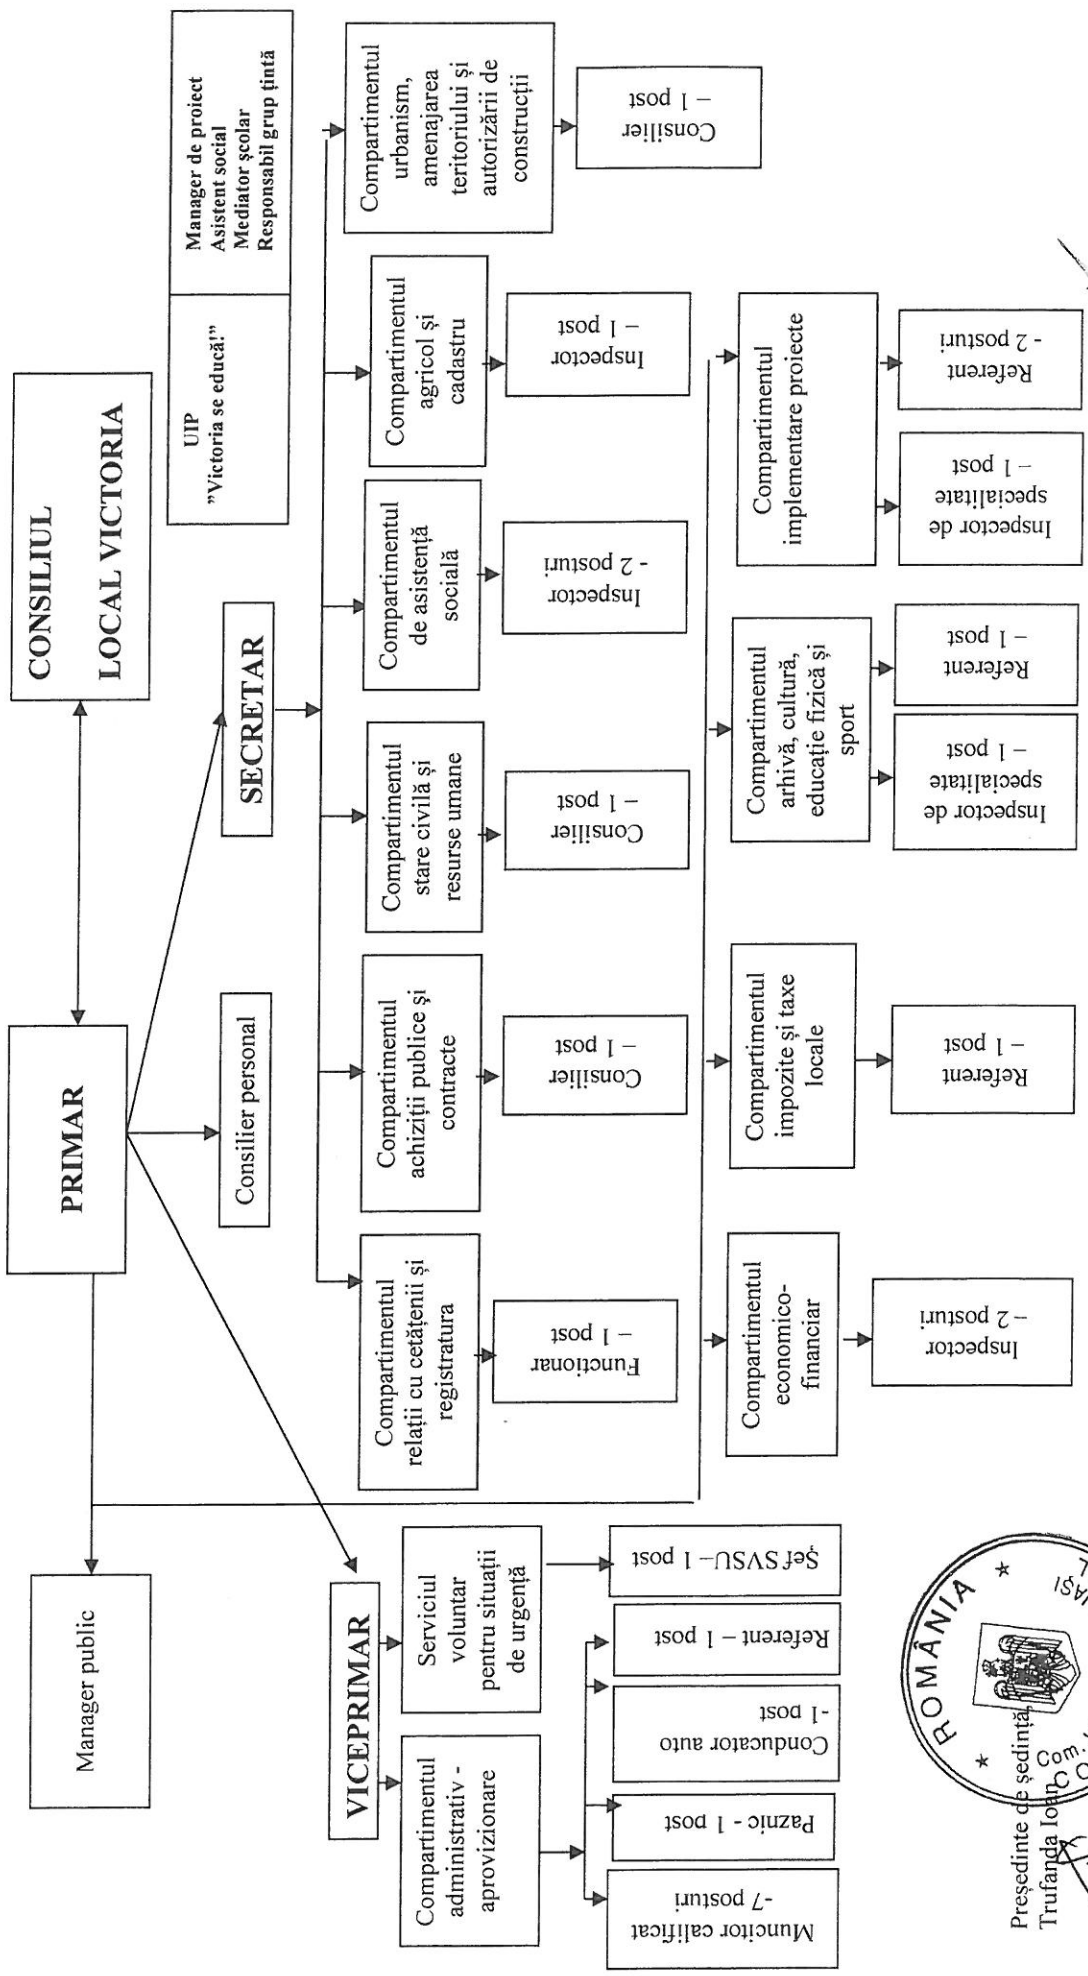 CONSILIUL
LOCAL VICTORIA
PRIMAR
Manager public
UIP
”Victoria se educă!”
Manager de proiect
Asistent social
Mediator școlar
Responsabil grup țintă
Consilier personal
SECRETAR
VICEPRIMAR
Compartimentul
administrativ -
aprovizionare
Serviciul
voluntar
pentru situații
de urgență
Compartimentul
relații cu cetățenii și
registratura
Compartimentul
achiziții publice și
contracte
Compartimentul
stare civilă și
resurse umane
Compartimentul
de asistență
socială
Compartimentul
agricol și
cadastru
Compartimentul
urbanism,
amenajarea
teritoriului și
autorizării de
construcții
Muncitor calificat
-7 posturi
Paznic - 1 post
Conducator auto
-1 post
Referent – 1 post
Șef SVSU– 1 post
Funcționar
– 1 post
Consilier
– 1 post
Consilier
– 1 post
Inspector
- 2 posturi
Inspector
– 1 post
Consilier
– 1 post
Compartimentul
economico-
financiar
Compartimentul
impozite și taxe
locale
Compartimentul
arhivă, cultură,
educație fizică și
sport
Compartimentul
implementare proiecte
Inspector
– 2 posturi
Referent
– 1 post
Inspector de
specialitate
– 1 post
Referent
– 1 post
Inspector de
specialitate
– 1 post
Referent
- 2 posturi
Președinte de ședință,
Trufanda Ioan
ROMÂNIA
Com.